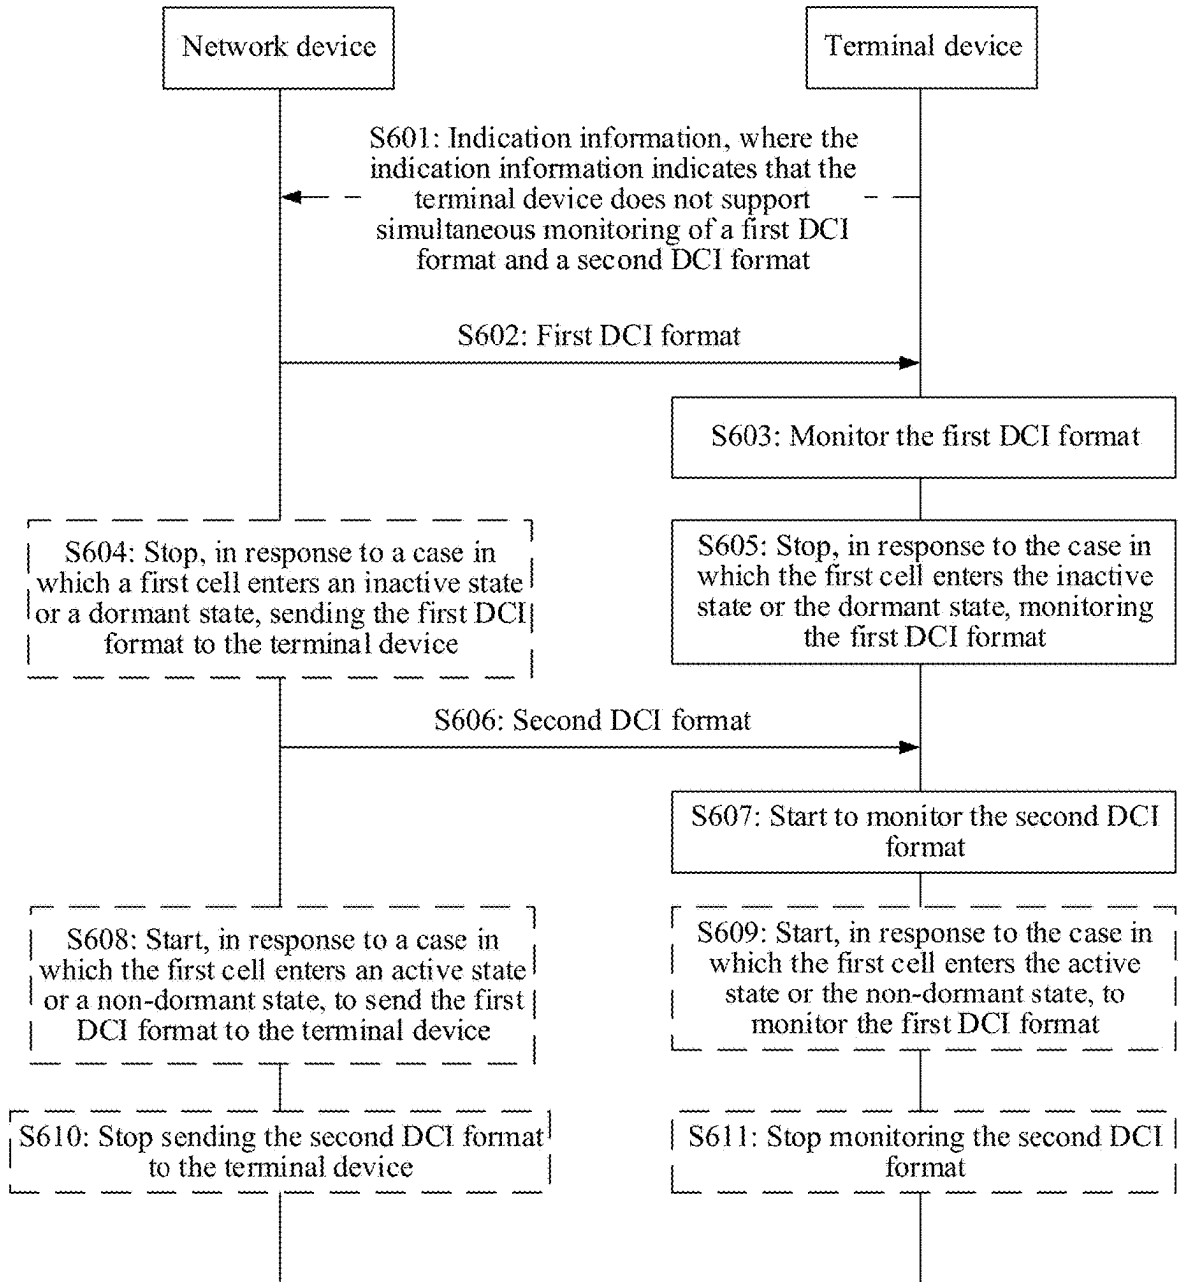 Network device
Terminal device
S601: Indication information, where the
indication information indicates that the
terminal device does not support
simultaneous monitoring of a first DCI
format and a second DCI format
S602: First DCI format
S603: Monitor the first DCI format
S604: Stop, in response to a case in
which a first cell enters an inactive state
or a dormant state, sending the first DCI
format to the terminal device
S605: Stop, in response to the case in
which the first cell enters the inactive
state or the dormant state, monitoring
the first DCI format
S606: Second DCI format
S607: Start to monitor the second DCI
format
S608: Start, in response to a case in
which the first cell enters an active state
or a non-dormant state, to send the first
DCI format to the terminal device
S609: Start, in response to the case in
which the first cell enters the active
state or the non-dormant state, to
monitor the first DCI format
S610: Stop sending the second DCI format
to the terminal device
S611: Stop monitoring the second DCI
format